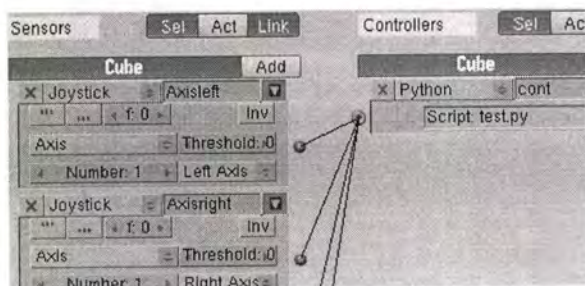 Sensors Sel Act Link Controllers Sel Ac
Cube Add Cube
X Joystick Axisleft X Python cont
''' ... f: 0 Inv Script: test.py
Axis Threshold: 0
Number: 1 Left Axis
X Joystick Axisright
''' ... f: 0 Inv
Axis Threshold: 0
Number: 1 Right Axis